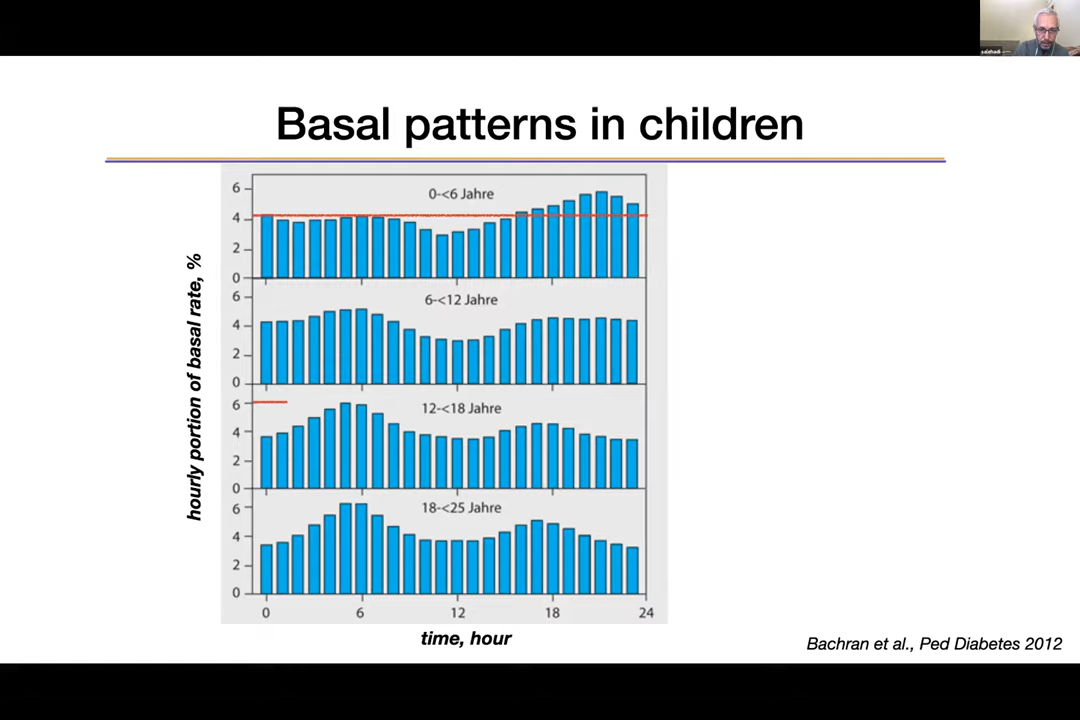 Basal patterns in children
hourly portion of basal rate, %
0-<6 Jahre
6
4
2
0
6-<12 Jahre
6
4
2
0
12-<18 Jahre
6
4
2
0
18-<25 Jahre
6
4
2
0
0 6 12 18 24
time, hour
Bachran et al., Ped Diabetes 2012